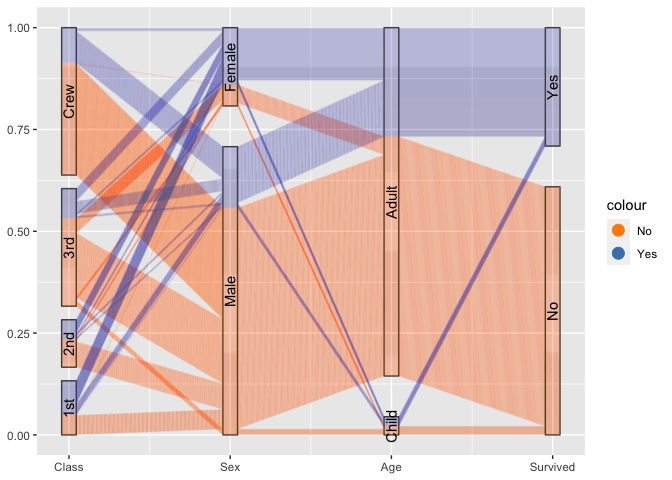 1.00
0.75
0.50
0.25
0.00
Crew
3rd
2nd
1st
Female
Male
Adult
Child
Yes
No
Class
Sex
Age
Survived
colour
No
Yes